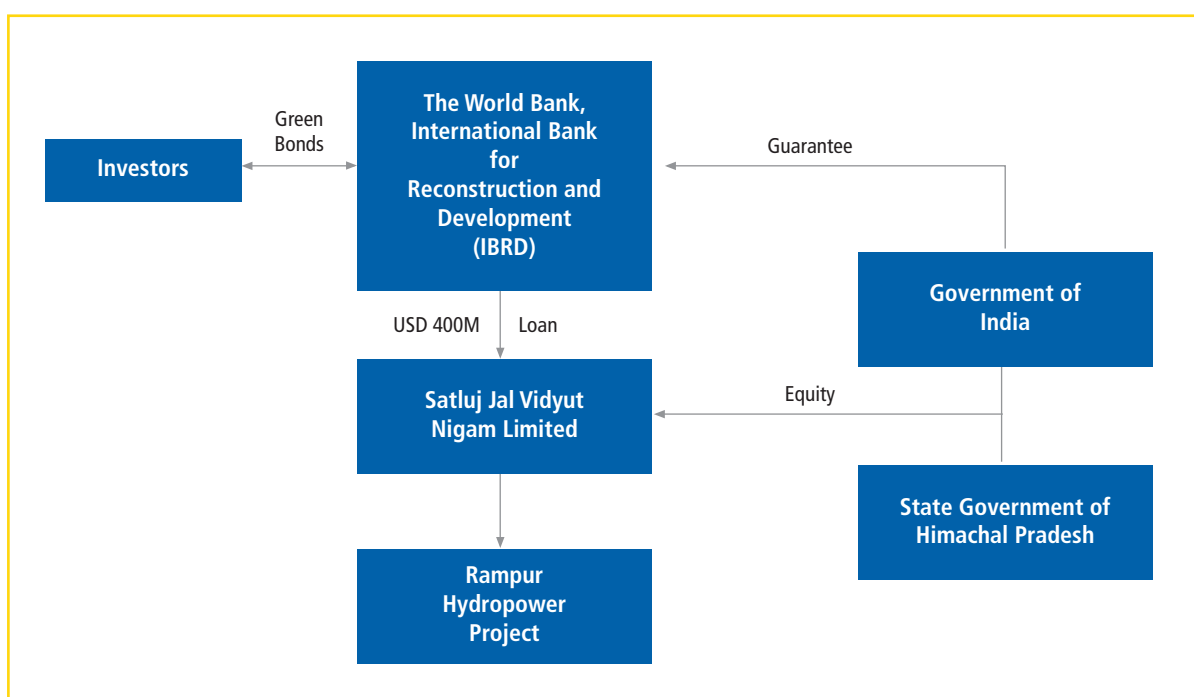 The World Bank,
International Bank
for
Reconstruction and
Development
(IBRD)
Green
Bonds
Investors
Guarantee
Government of
India
USD 400M Loan
Satluj Jal Vidyut
Nigam Limited
Equity
State Government of
Himachal Pradesh
Rampur
Hydropower
Project